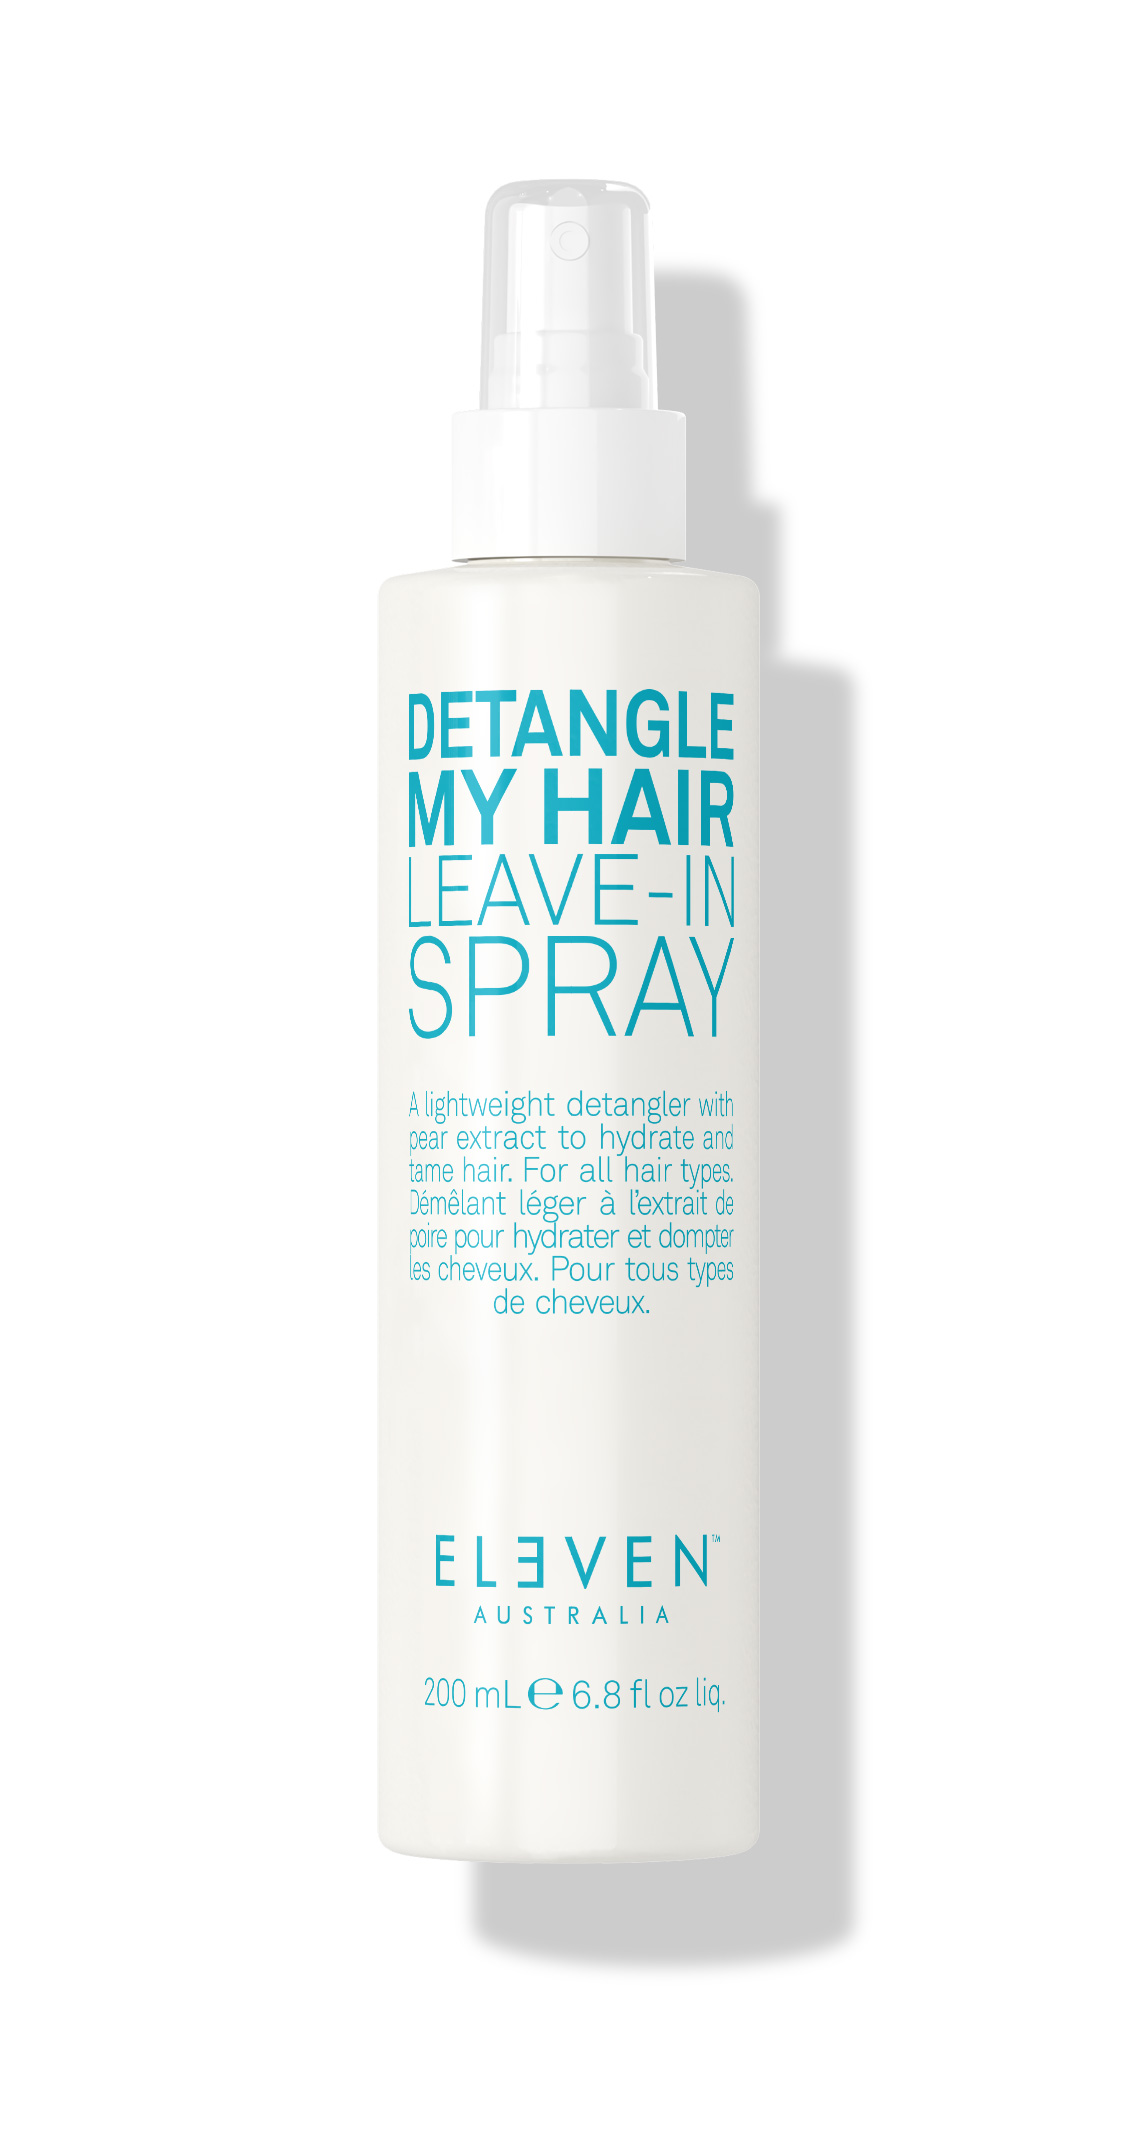 DETANGLE
MY HAIR
LEAVE-IN
SPRAY
A lightweight detangler with
pear extract to hydrate and
tame hair. For all hair types.
Démêlant léger à l'extrait de
poire pour hydrater et dompter
les cheveux. Pour tous types
de cheveux.
ELEVEN™
AUSTRALIA
200 mL ℮ 6.8 fl oz liq.